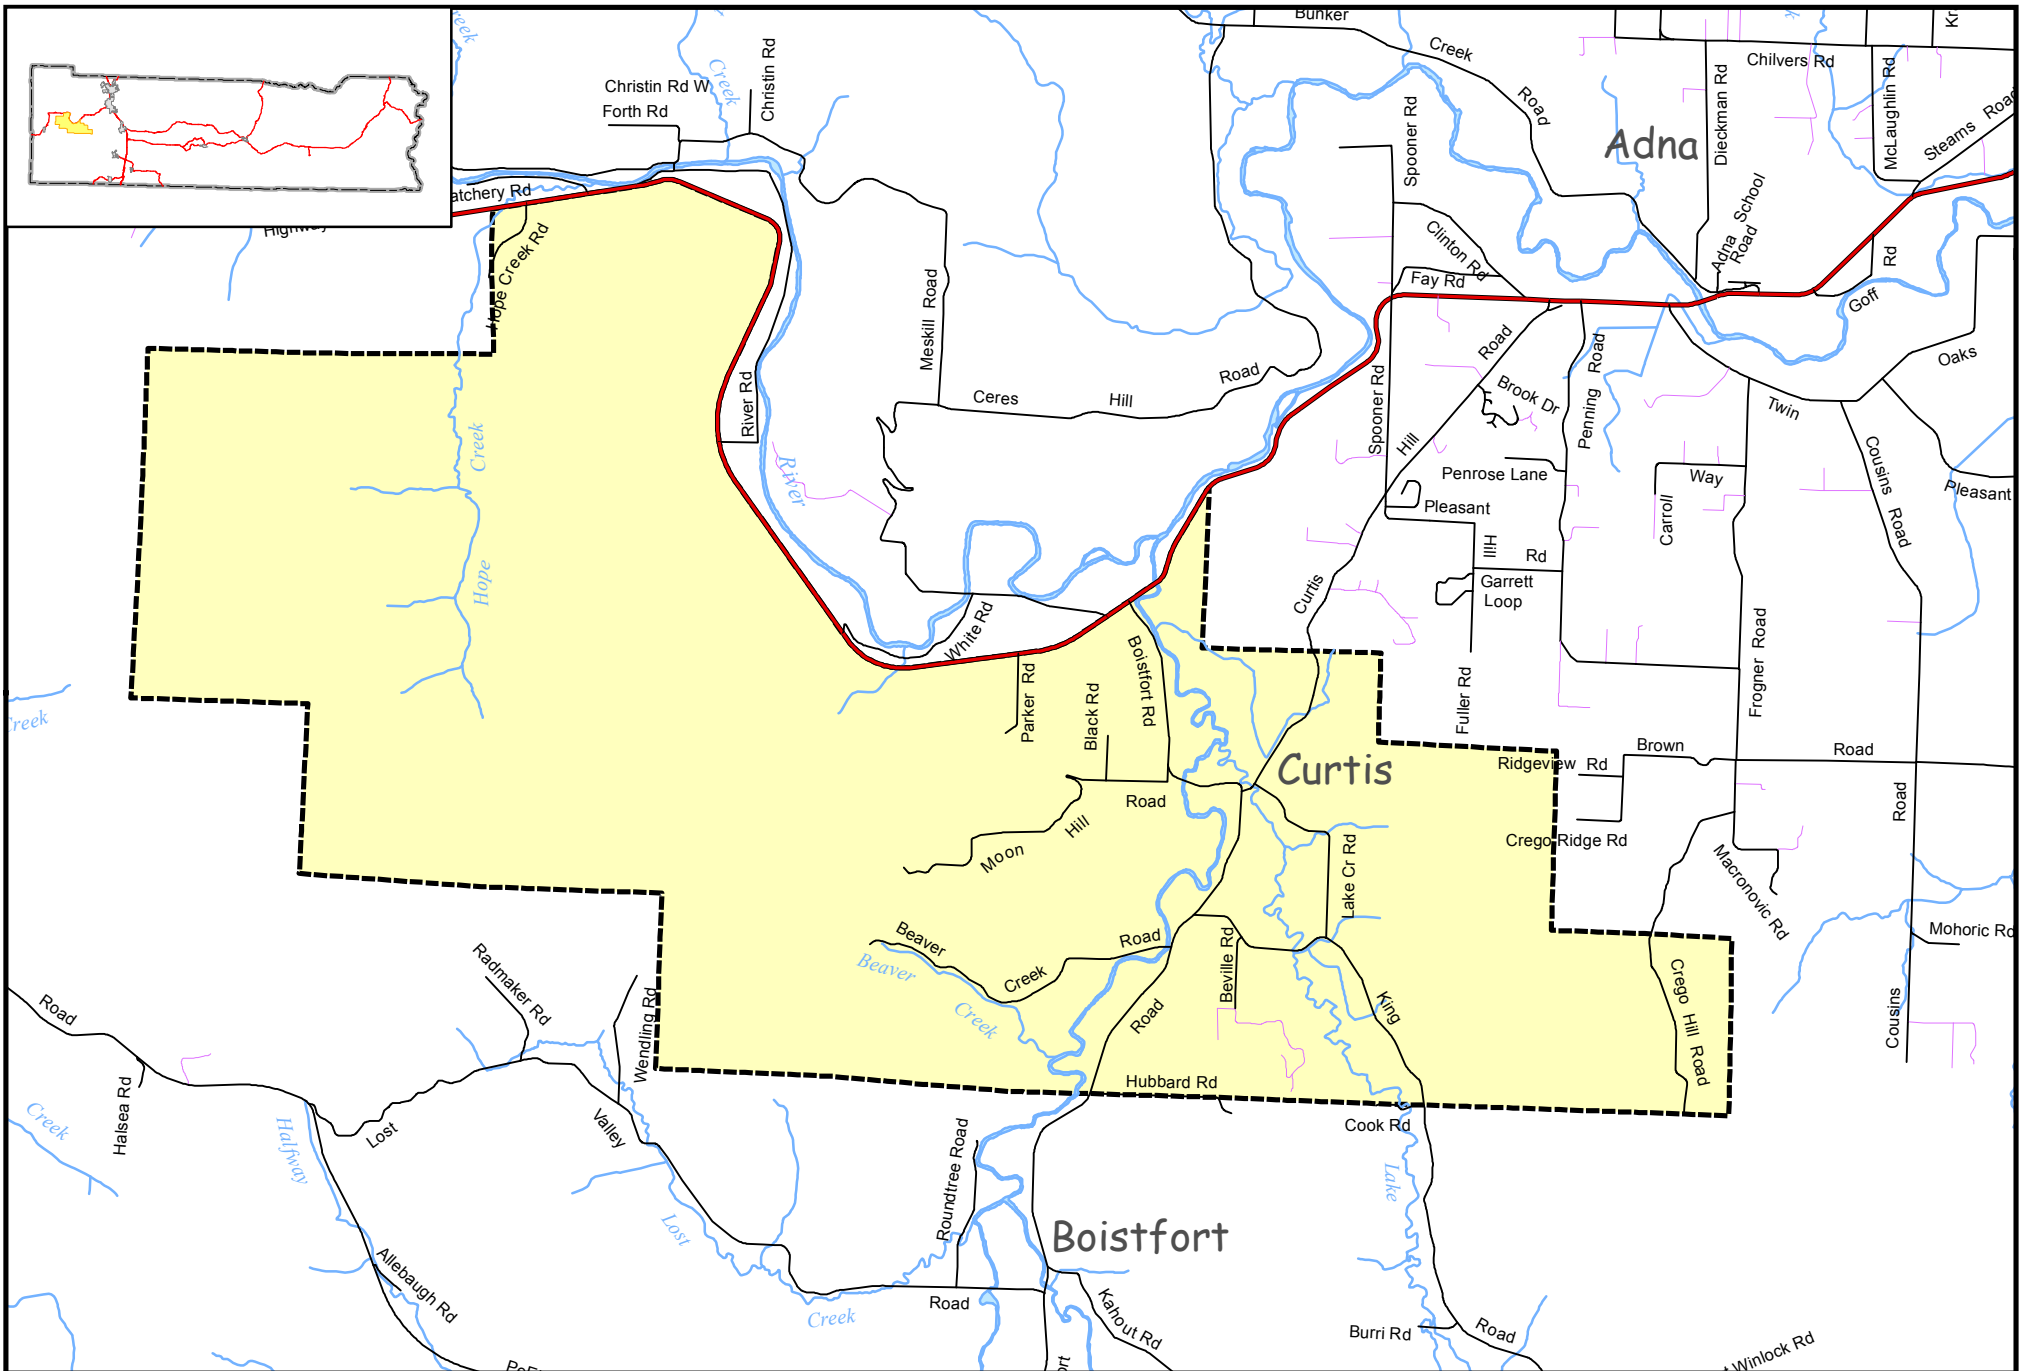 Creek
Bunker
Creek
Road
Chilvers Rd
Dieckman Rd
McLaughlin Rd
Stearns Road
Adna
Christin Rd W
Forth Rd
Christin Rd
Creek
Spooner Rd
Clinton Rd
Fay Rd
Adna School
Road
Rd
Goff
Oaks
Hope Creek Rd
Meskill Road
River Rd
River
Ceres
Hill
Road
Spooner Rd
Hill
Road
Brook Dr
Penning Road
Penrose Lane
Pleasant
Hill
Rd
Garrett
Loop
Twin
Way
Carroll
Cousins Road
Pleasant
Creek
Hope
Curtis
White Rd
Boistfort Rd
Parker Rd
Black Rd
Fuller Rd
Frogner Road
Creek
Curtis
Ridgeview Rd
Brown
Road
Crego Ridge Rd
Macronovic Rd
Road
Cousins
Mohoric Rd
Moon
Hill
Road
Lake Cr Rd
Beaver
Creek
Road
Beaver
Creek
Beville Rd
King
Road
Crego Hill Road
Hubbard Rd
Cook Rd
Road
Radmaker Rd
Wendling Rd
Halsea Rd
Creek
Halfway
Lost
Valley
Lost
Creek
Road
Roundtree Road
Boistfort
Lake
Allebaugh Rd
Kahout Rd
Burri Rd
Road
Winlock Rd